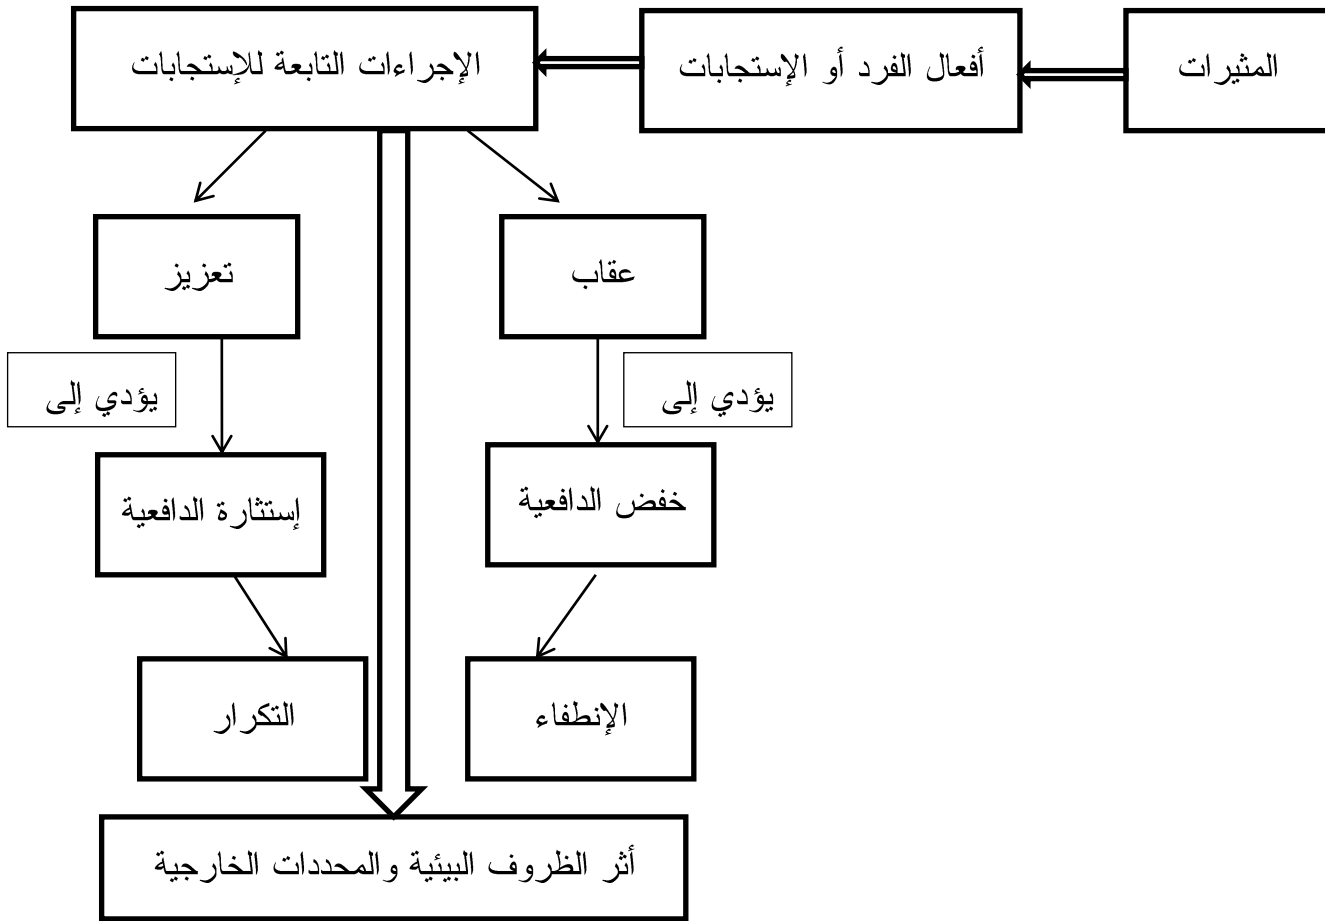 المثيرات
أفعال الفرد أو الإستجابات
الإجراءات التابعة للإستجابات
عقاب
تعزيز
يؤدي إلى
يؤدي إلى
خفض الدافعية
إستثارة الدافعية
الإنطفاء
التكرار
أثر الظروف البيئية والمحددات الخارجية